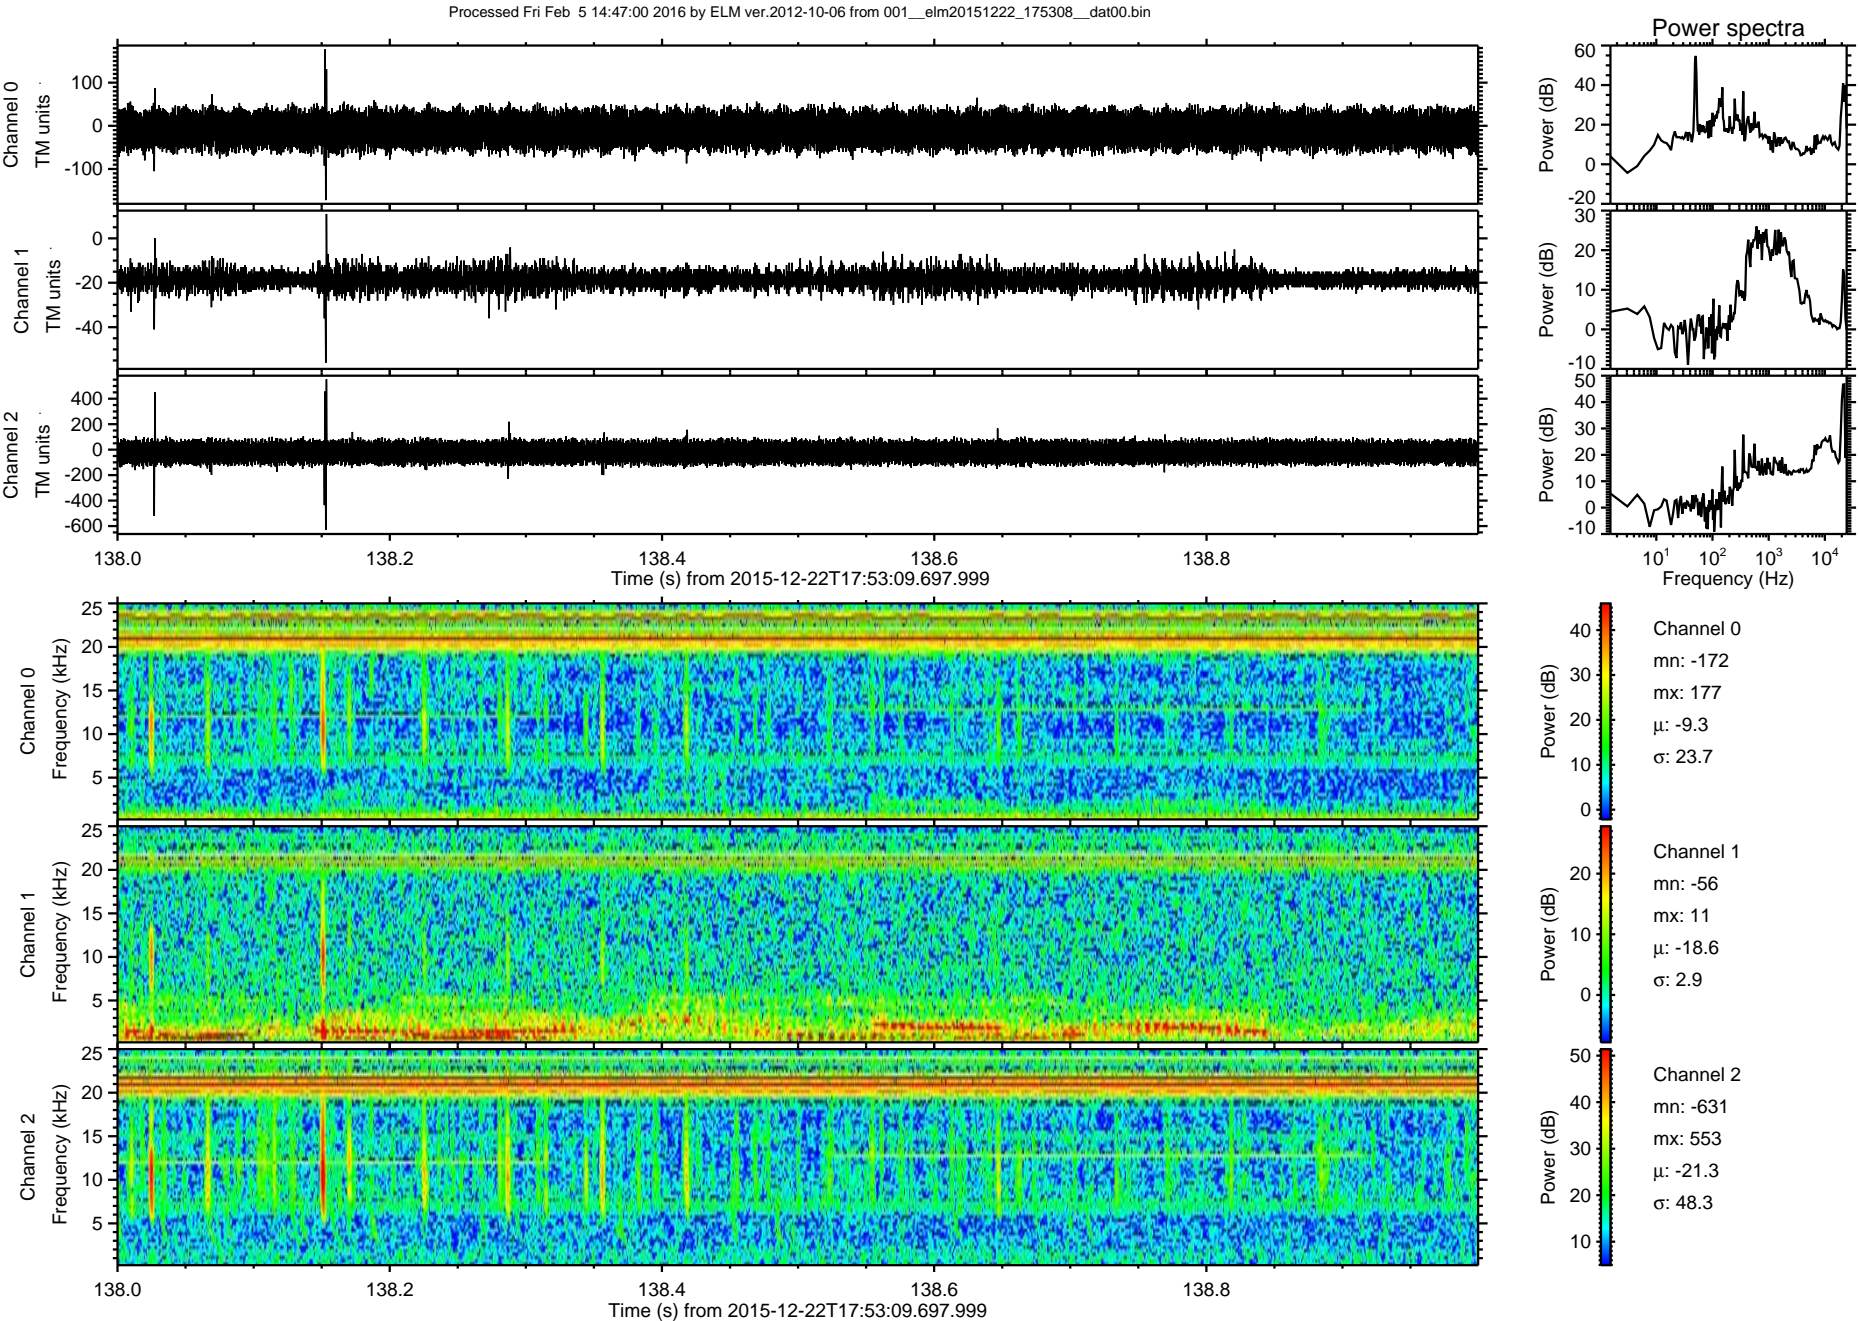 Processed Fri Feb  5 14:47:00 2016 by ELM ver.2012-10-06 from 001__elm20151222_175308__dat00.bin
Power spectra
Channel 0
TM units
100
0
-100
Power (dB)
60
40
20
0
-20
Channel 1
TM units
0
-20
-40
Power (dB)
30
20
10
0
-10
Channel 2
TM units
400
200
0
-200
-400
-600
Power (dB)
50
40
30
20
10
0
-10
138.0 138.2 138.4 138.6 138.8
Time (s) from 2015-12-22T17:53:09.697.999
10¹ 10² 10³ 10⁴
Frequency (Hz)
Channel 0
Frequency (kHz)
25
20
15
10
5
Power (dB)
40
30
20
10
0
Channel 0
mn: -172
mx: 177
μ: -9.3
σ: 23.7
Channel 1
Frequency (kHz)
25
20
15
10
5
Power (dB)
20
10
0
Channel 1
mn: -56
mx: 11
μ: -18.6
σ: 2.9
Channel 2
Frequency (kHz)
25
20
15
10
5
Power (dB)
50
40
30
20
10
Channel 2
mn: -631
mx: 553
μ: -21.3
σ: 48.3
138.0 138.2 138.4 138.6 138.8
Time (s) from 2015-12-22T17:53:09.697.999